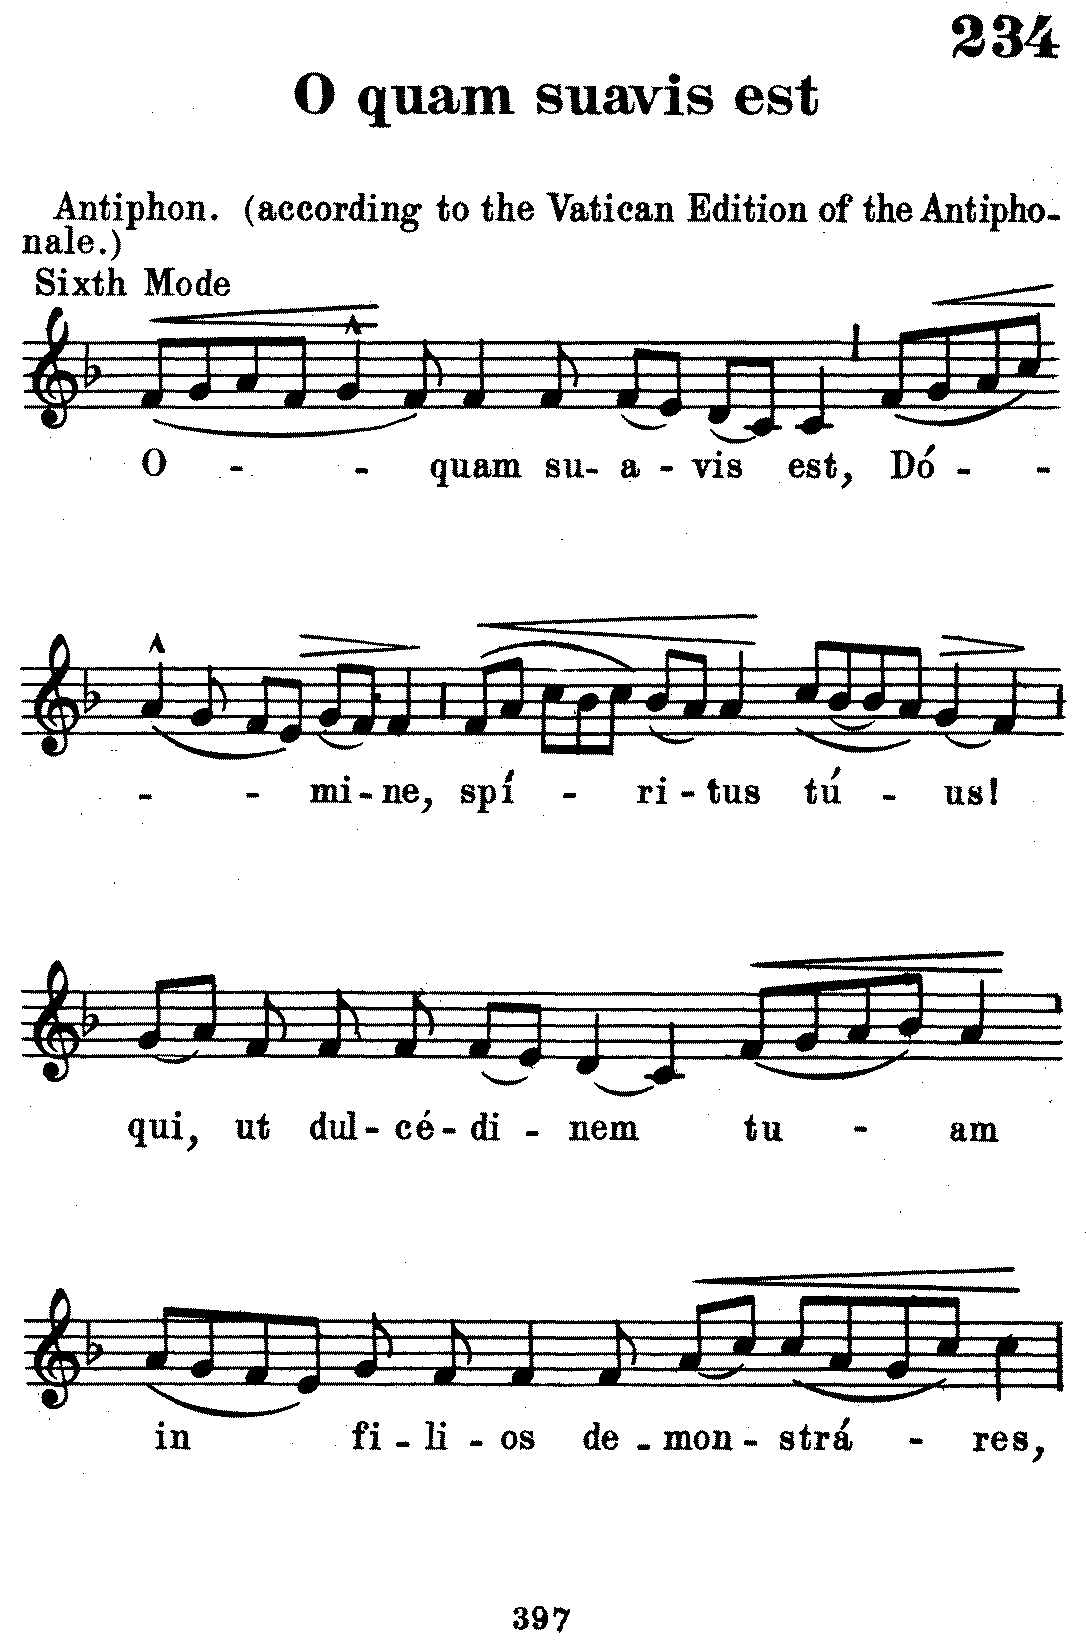 234
O quam suavis est
Antiphon. (according to the Vatican Edition of the Antipho-
nale.)
Sixth Mode
O - - quam su- a - vis est, Dó - -
- - mi - ne, spí - ri - tus tú - us!
qui, ut dul - cé - di - nem tu - am
in fi - li - os de - mon - strá - res,
397